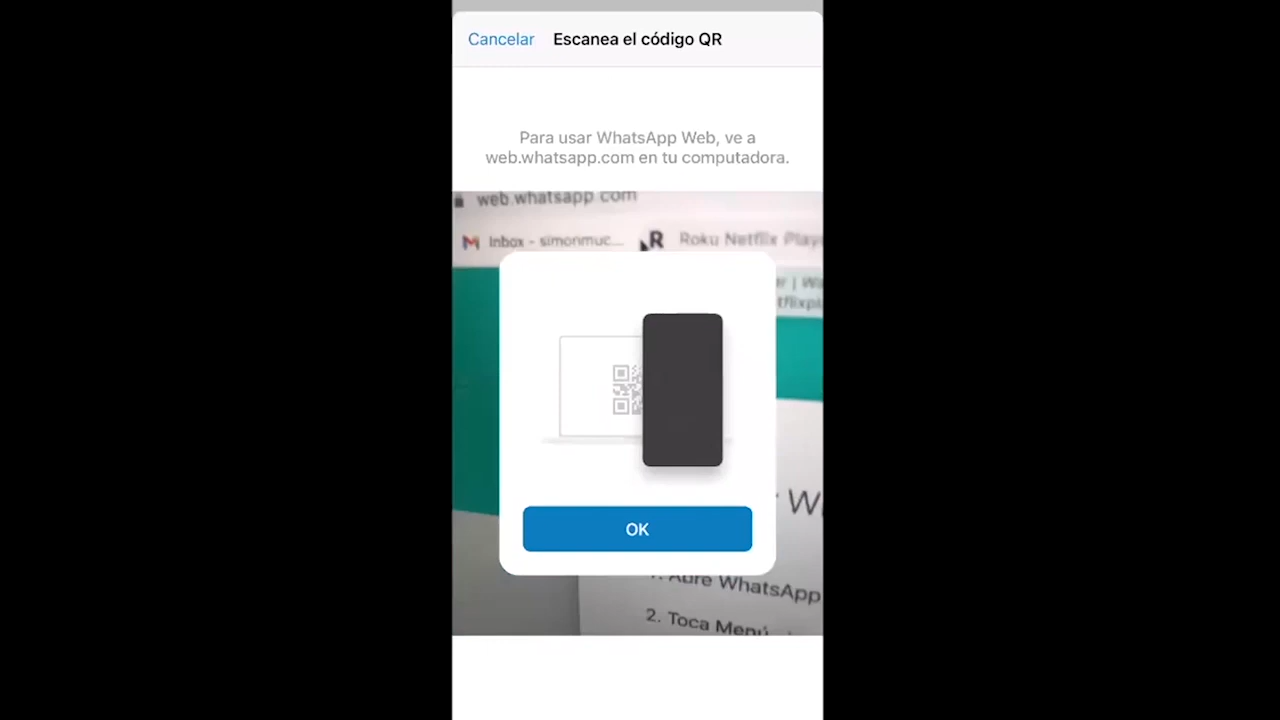 Cancelar Escanea el código QR
Para usar WhatsApp Web, ve a
web.whatsapp.com en tu computadora.
web.whatsapp.com
Inbox - simonmuc... R Roku Netflix Play
OK
1. Abre WhatsApp
2. Toca Menú